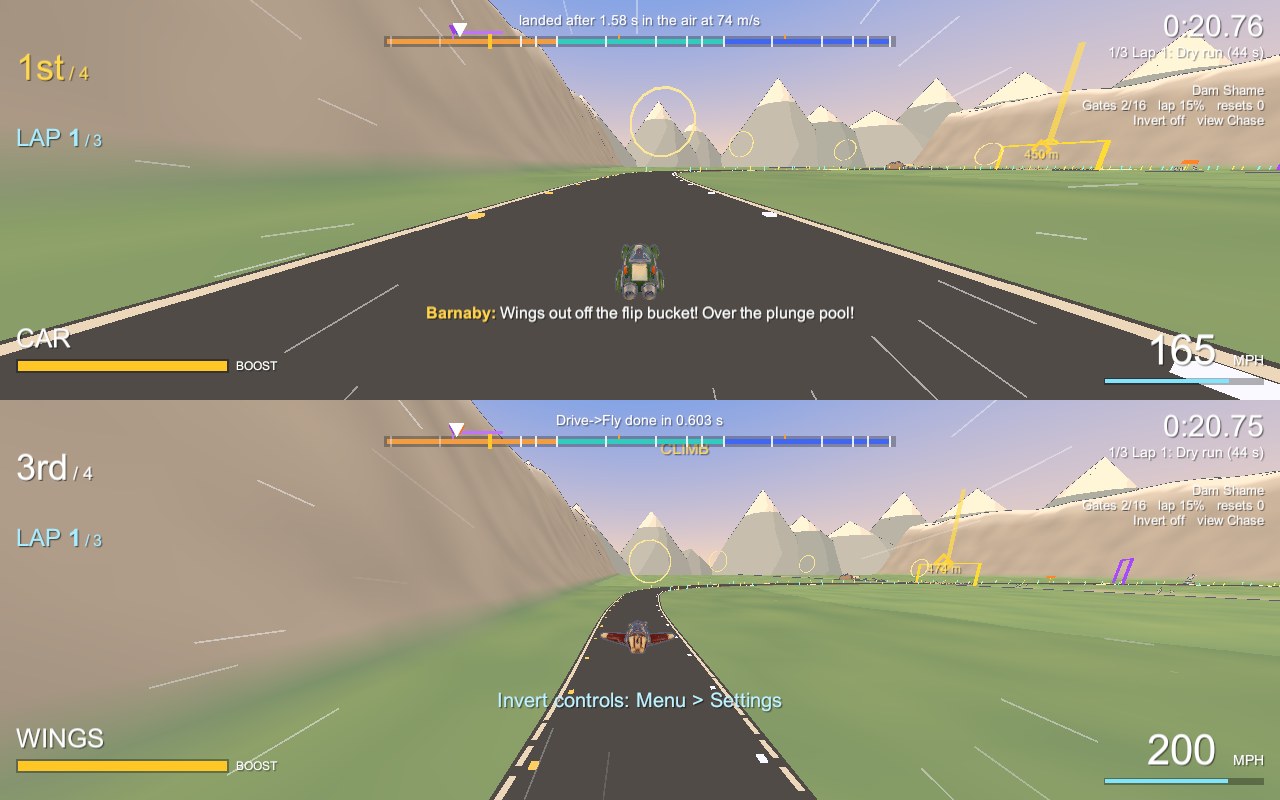 landed after 1.58 s in the air at 74 m/s
0:20.76
1st / 4
1/3 Lap 1: Dry run (44 s)
Dam Shame
Gates 2/16 lap 15% resets 0
Invert off view Chase
LAP 1 / 3
450 m
Barnaby: Wings out off the flip bucket! Over the plunge pool!
CAR
BOOST
165 MPH
Drive->Fly done in 0.603 s
0:20.75
CLIMB
1/3 Lap 1: Dry run (44 s)
3rd / 4
Dam Shame
Gates 2/16 lap 15% resets 0
Invert off view Chase
LAP 1 / 3
474 m
Invert controls: Menu > Settings
WINGS
BOOST
200 MPH